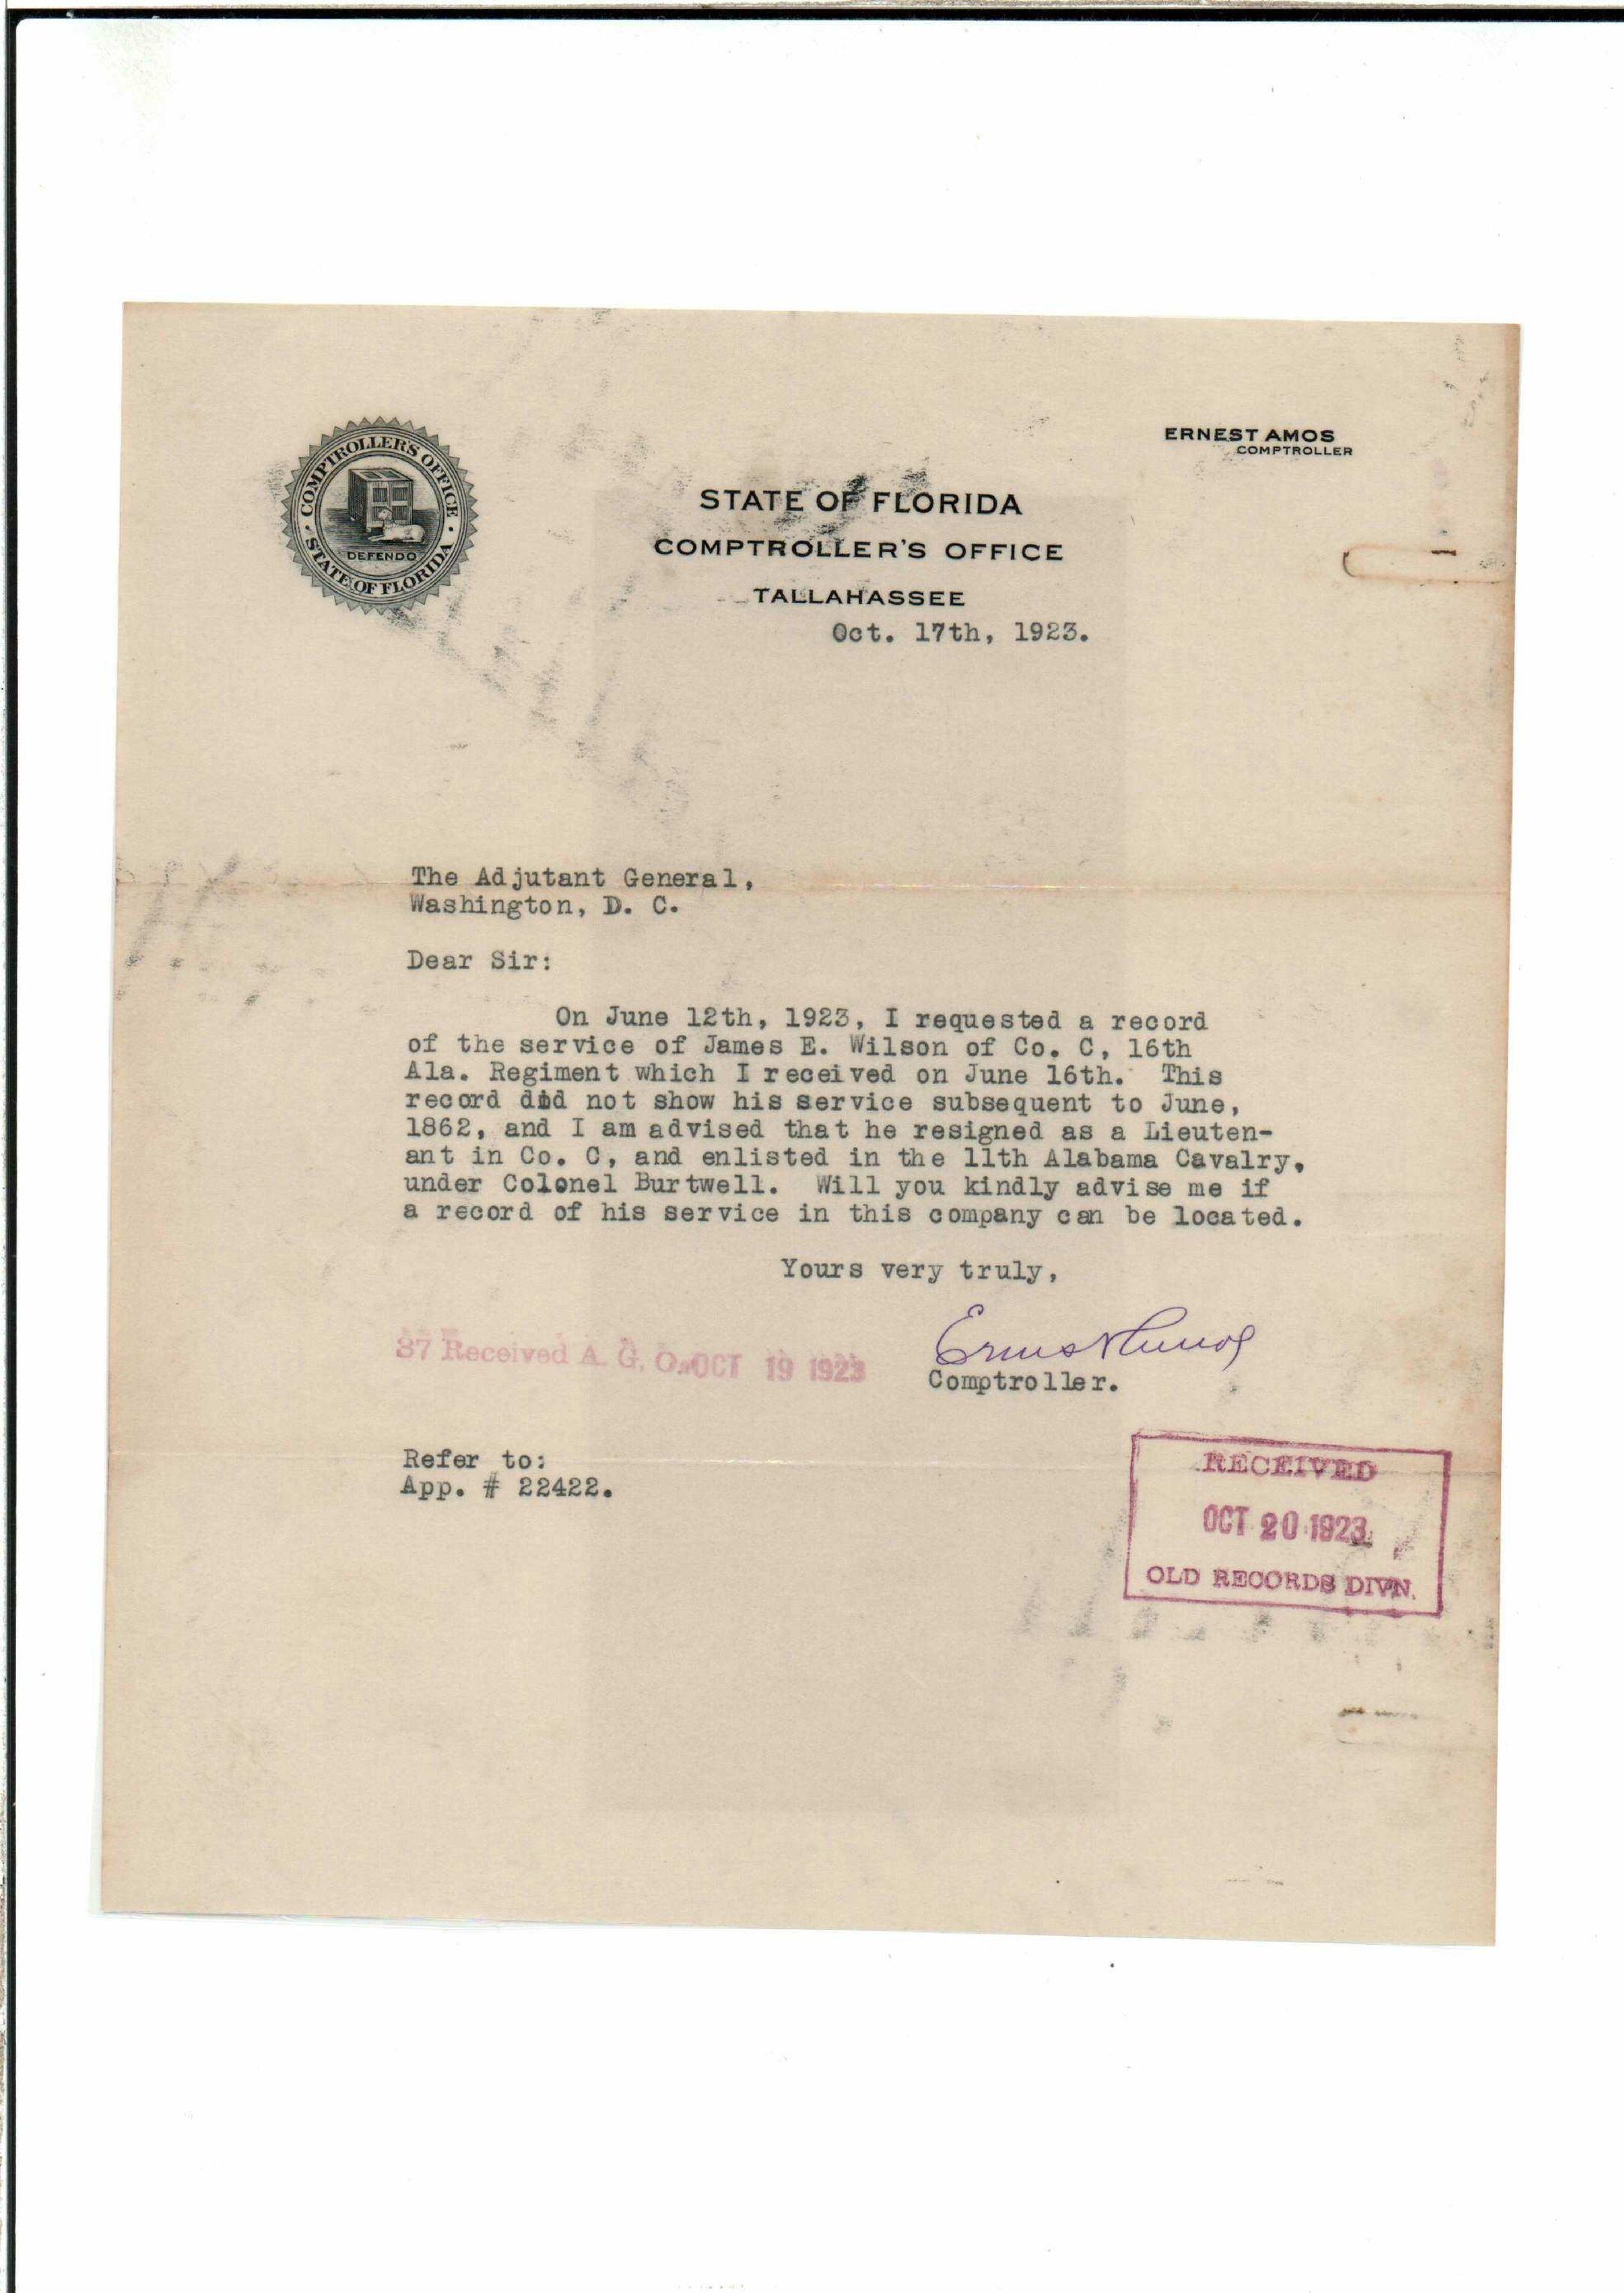 COMPTROLLER'S OFFICE
STATE OF FLORIDA
DEFENDO
ERNEST AMOS
COMPTROLLER
STATE OF FLORIDA
COMPTROLLER'S OFFICE
TALLAHASSEE
Oct. 17th, 1923.
The Adjutant General,
Washington, D. C.
Dear Sir:
On June 12th, 1923, I requested a record
of the service of James E. Wilson of Co. C, 16th
Ala. Regiment which I received on June 16th. This
record did not show his service subsequent to June,
1862, and I am advised that he resigned as a Lieuten-
ant in Co. C, and enlisted in the 11th Alabama Cavalry,
under Colonel Burtwell. Will you kindly advise me if
a record of his service in this company can be located.
Yours very truly,
Ernest Amos
Comptroller.
37 Received A. G. O. OCT 19 1923
Refer to:
App. # 22422.
RECEIVED
OCT 20 1923
OLD RECORDS DIVN.